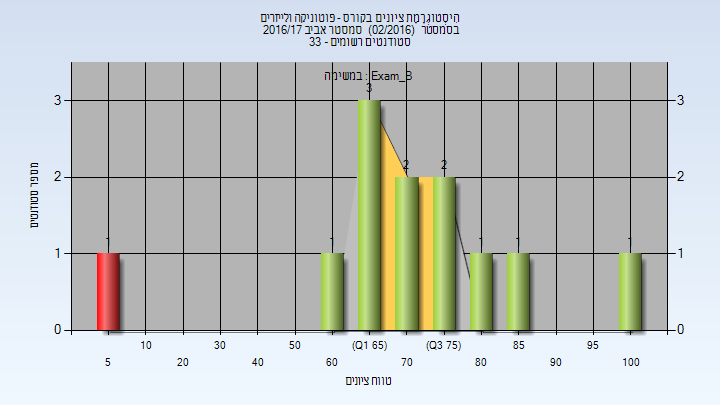 היסטוגרמת ציונים בקורס - פוטוניקה ולייזרים
בסמסטר (02/2016) סמסטר אביב 2016/17
סטודנטים רשומים - 33
במשימה : Exam_B
3
1 1 3 2 2 1 1 1
3 3
2 2
1 1
0 0
מספר סטודנטים
10 30 50 (Q1 65) (Q3 75) 85 95
5 20 40 60 70 80 90 100
טווח ציונים